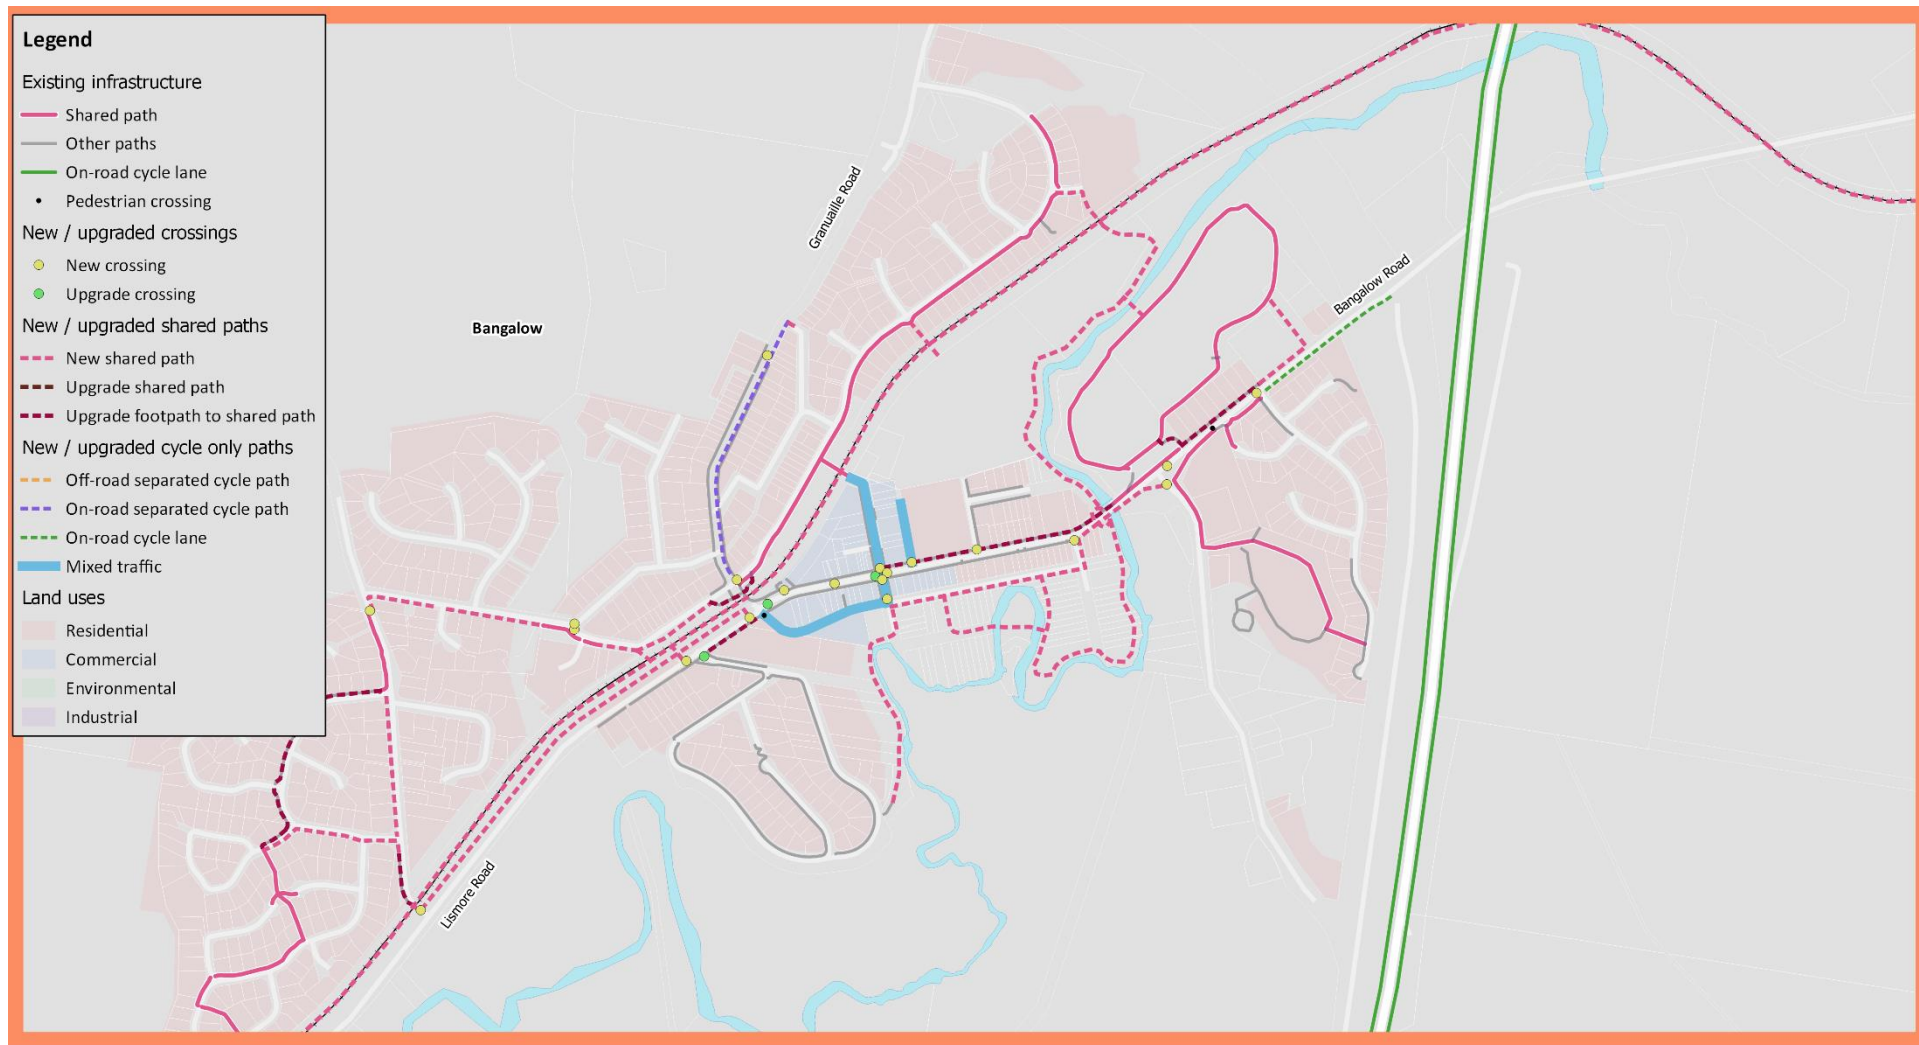 Legend
Existing infrastructure
Shared path
Other paths
On-road cycle lane
Pedestrian crossing
New / upgraded crossings
New crossing
Upgrade crossing
New / upgraded shared paths
New shared path
Upgrade shared path
Upgrade footpath to shared path
New / upgraded cycle only paths
Off-road separated cycle path
On-road separated cycle path
On-road cycle lane
Mixed traffic
Land uses
Residential
Commercial
Environmental
Industrial
Granuaille Road
Bangalow Road
Bangalow
Lismore Road